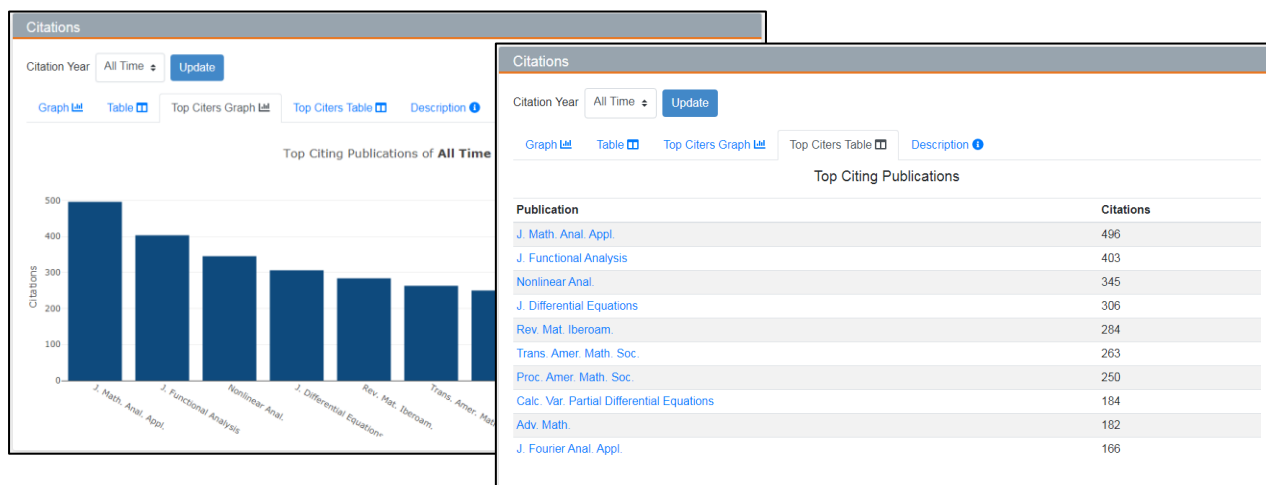 Citations
Citation Year All Time Update
Graph Table Top Citers Graph Top Citers Table Description
Top Citing Publications of All Time
500
400
300
200
100
0
Citations
J. Math. Anal. Appl.
J. Functional Analysis
Nonlinear Anal.
J. Differential Equations
Rev. Mat. Iberoam.
Trans. Amer.
Citations
Citation Year All Time Update
Graph Table Top Citers Graph Top Citers Table Description
Top Citing Publications
Publication Citations
J. Math. Anal. Appl. 496
J. Functional Analysis 403
Nonlinear Anal. 345
J. Differential Equations 306
Rev. Mat. Iberoam. 284
Trans. Amer. Math. Soc. 263
Proc. Amer. Math. Soc. 250
Calc. Var. Partial Differential Equations 184
Adv. Math. 182
J. Fourier Anal. Appl. 166